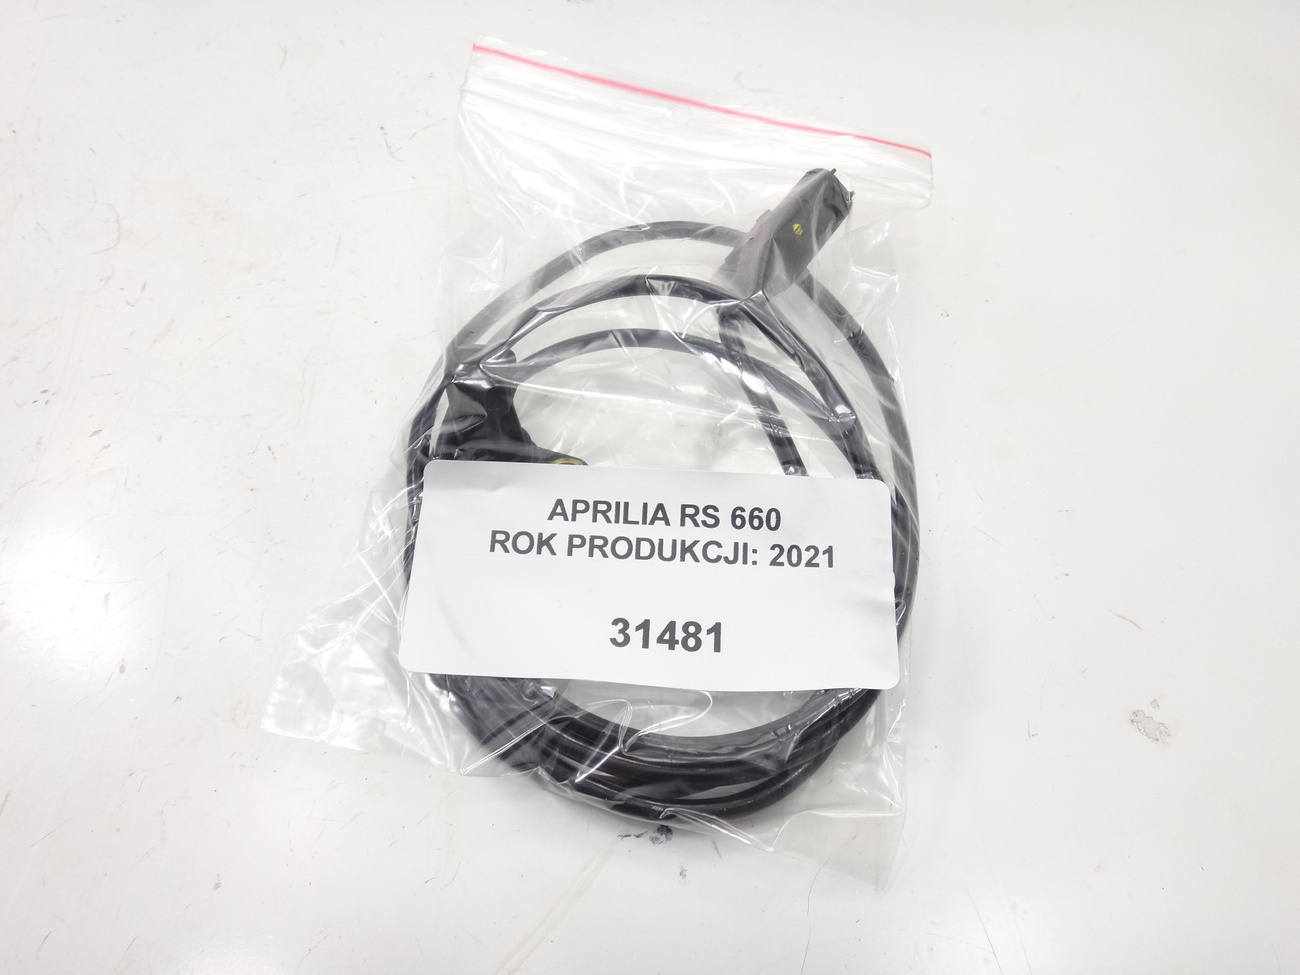 APRILIA RS 660
ROK PRODUKCJI: 2021
31481